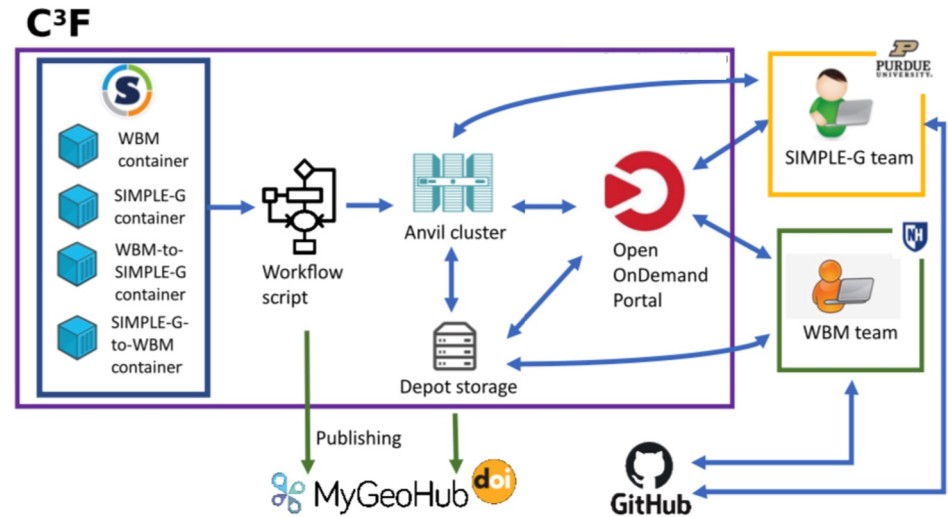 C³F
S
WBM
container
SIMPLE-G
container
WBM-to-
SIMPLE-G
container
SIMPLE-G-
to-WBM
container
Workflow
script
Anvil cluster
Depot storage
Open
OnDemand
Portal
P
PURDUE
UNIVERSITY.
SIMPLE-G team
NH
WBM team
Publishing
MyGeoHub
doi
GitHub